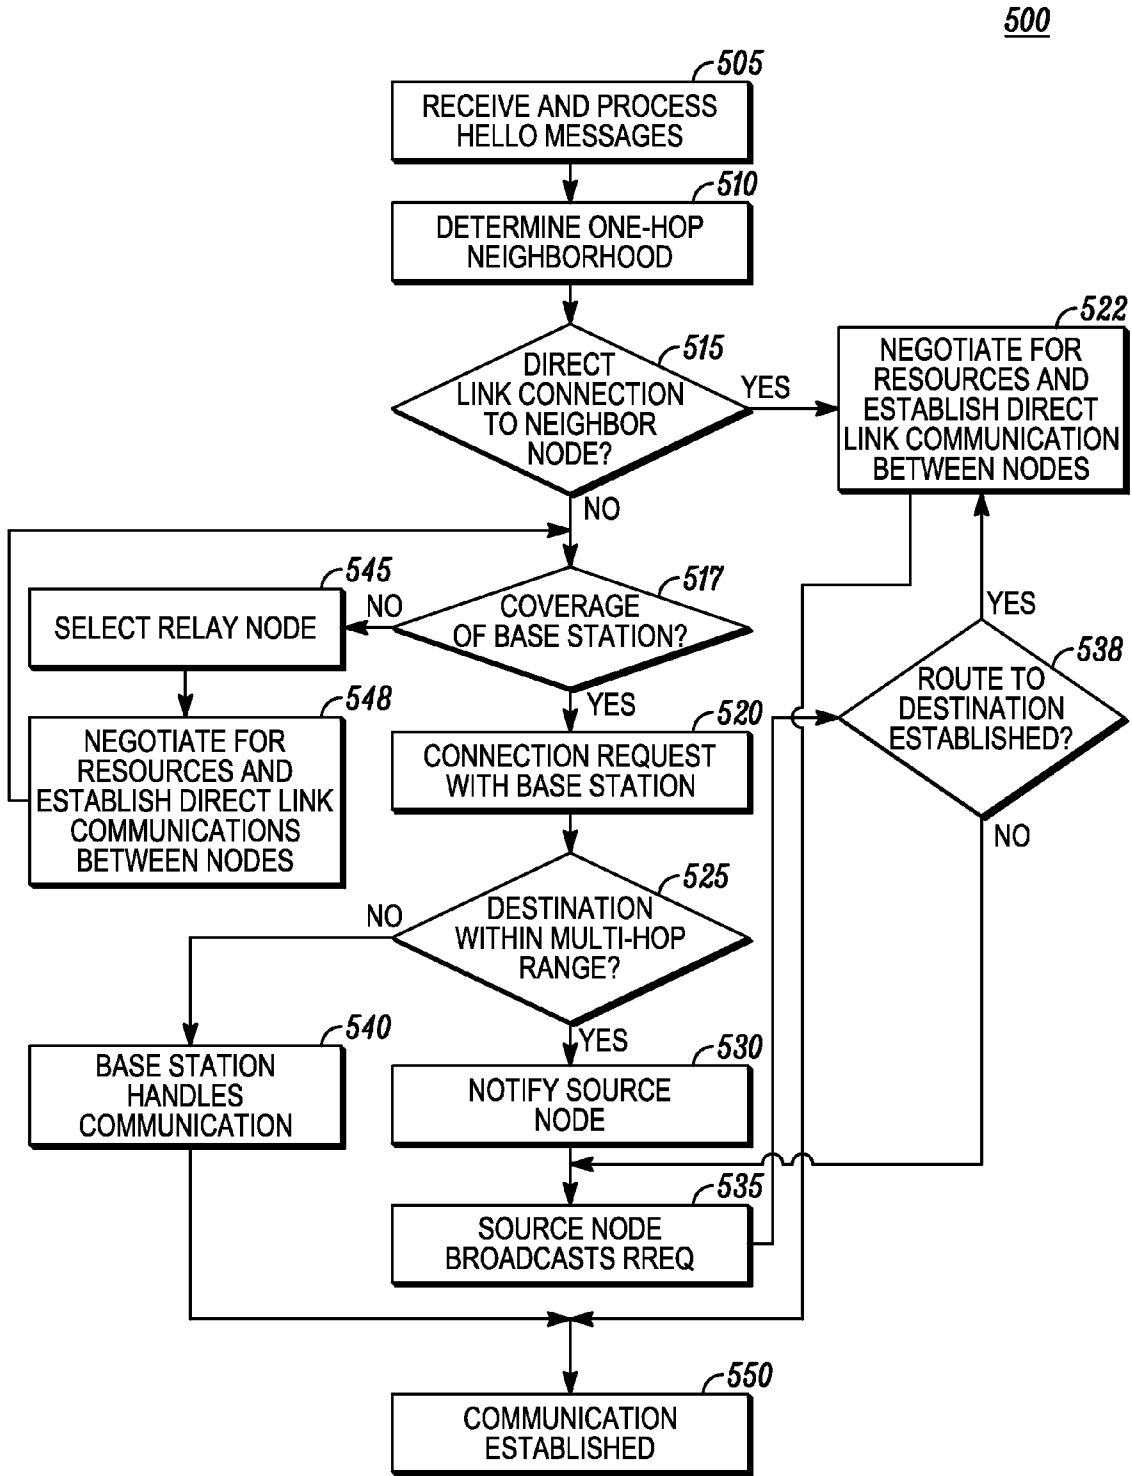 500
505
RECEIVE AND PROCESS
HELLO MESSAGES
510
DETERMINE ONE-HOP
NEIGHBORHOOD
515
DIRECT
LINK CONNECTION
TO NEIGHBOR
NODE?
YES
NO
522
NEGOTIATE FOR
RESOURCES AND
ESTABLISH DIRECT
LINK COMMUNICATION
BETWEEN NODES
517
COVERAGE
OF BASE STATION?
NO
YES
545
SELECT RELAY NODE
548
NEGOTIATE FOR
RESOURCES AND
ESTABLISH DIRECT LINK
COMMUNICATIONS
BETWEEN NODES
520
CONNECTION REQUEST
WITH BASE STATION
538
YES
ROUTE TO
DESTINATION
ESTABLISHED?
NO
525
DESTINATION
WITHIN MULTI-HOP
RANGE?
NO
YES
540
BASE STATION
HANDLES
COMMUNICATION
530
NOTIFY SOURCE
NODE
535
SOURCE NODE
BROADCASTS RREQ
550
COMMUNICATION
ESTABLISHED